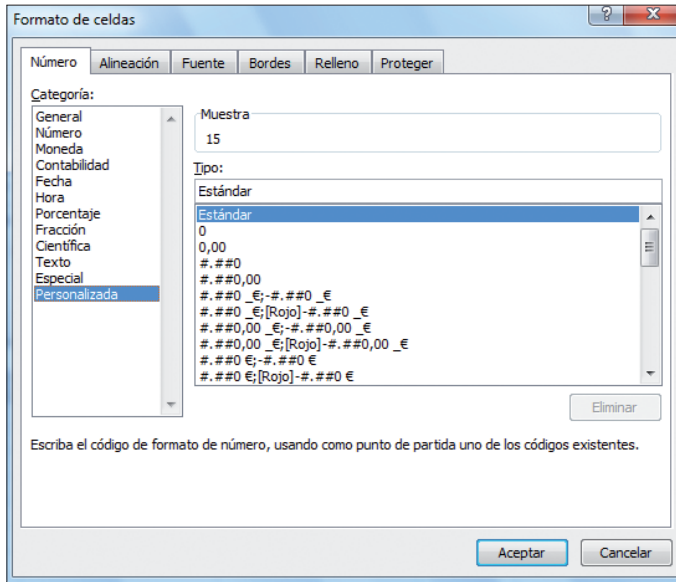 Formato de celdas
Número Alineación Fuente Bordes Relleno Proteger
Categoría:
General
Número
Moneda
Contabilidad
Fecha
Hora
Porcentaje
Fracción
Científica
Texto
Especial
Personalizada
Muestra
15
Tipo:
Estándar
Estándar
0
0,00
#.##0
#.##0,00
#.##0 _€;-#.##0 _€
#.##0 _€;[Rojo]-#.##0 _€
#.##0,00 _€;-#.##0,00 _€
#.##0,00 _€;[Rojo]-#.##0,00 _€
#.##0 €;-#.##0 €
#.##0 €;[Rojo]-#.##0 €
Eliminar
Escriba el código de formato de número, usando como punto de partida uno de los códigos existentes.
Aceptar Cancelar